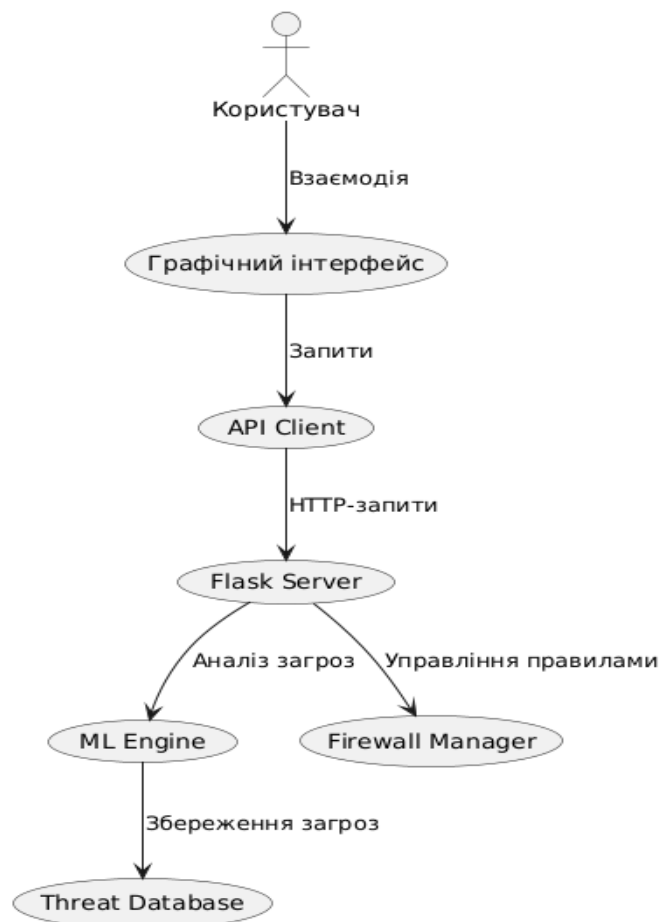 Користувач
Взаємодія
Графічний інтерфейс
Запити
API Client
HTTP-запити
Flask Server
Аналіз загроз
Управління правилами
ML Engine
Firewall Manager
Збереження загроз
Threat Database